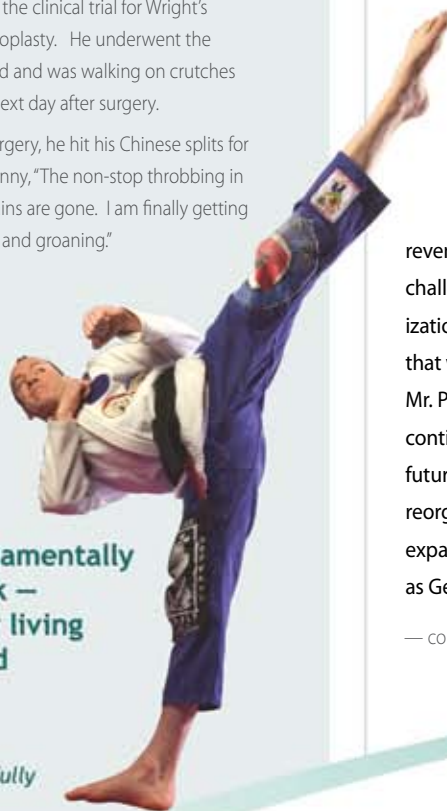 the clinical trial for Wright's
oplasty. He underwent the
d and was walking on crutches
ext day after surgery.
rgery, he hit his Chinese splits for
nny, "The non-stop throbbing in
ins are gone. I am finally getting
and groaning."
amentally
k —
living
d
ully
rever
chall
izatio
that
Mr. P
conti
futur
reorg
expa
as Ge
— co